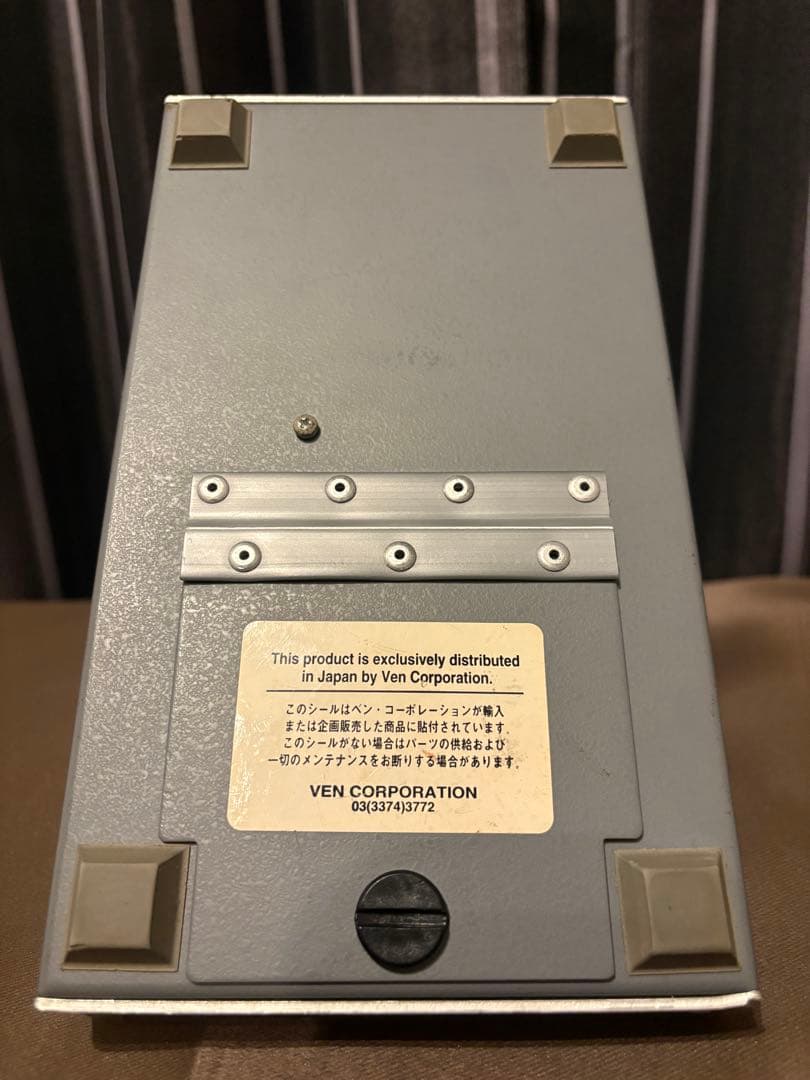 This product is exclusively distributed
in Japan by Ven Corporation.
このシールはベン・コーポレーションが輸入
または企画販売した商品に貼付されています。
このシールがない場合はパーツの供給および
一切のメンテナンスをお断りする場合があります。
VEN CORPORATION
03(3374)3772